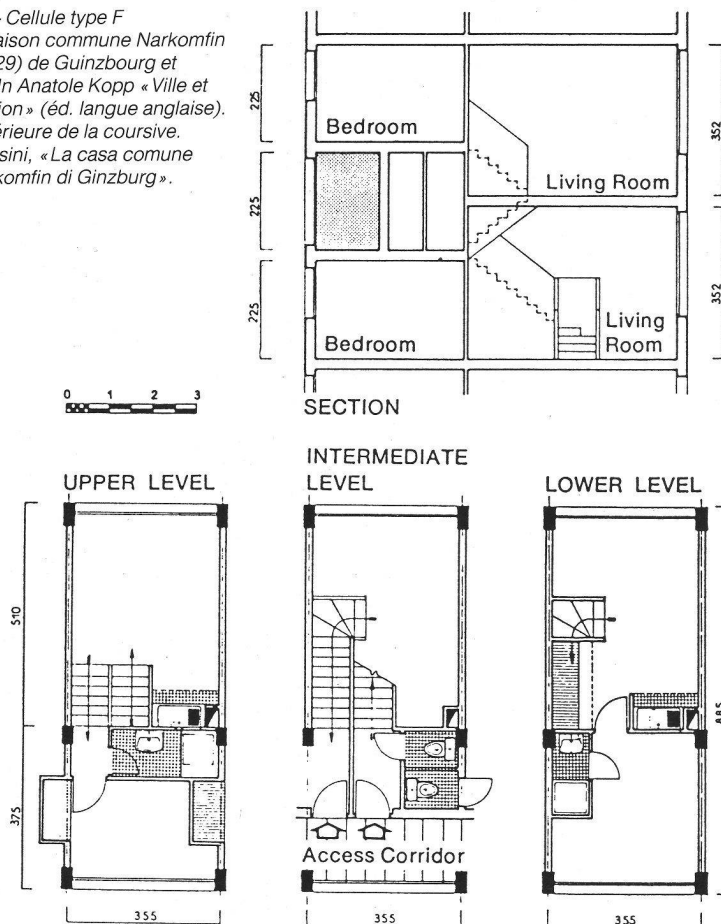 Cellule type F
aison commune Narkomfin
29) de Guinzbourg et
In Anatole Kopp «Ville et
ion» (éd. langue anglaise).
érieure de la coursive.
sini, «La casa comune
komfin di Ginzburg».
225
Bedroom
Living Room
352
225
225
Bedroom
Living
Room
352
0 1 2 3
SECTION
UPPER LEVEL
INTERMEDIATE
LEVEL
LOWER LEVEL
510
375
885
Access Corridor
355
355
355